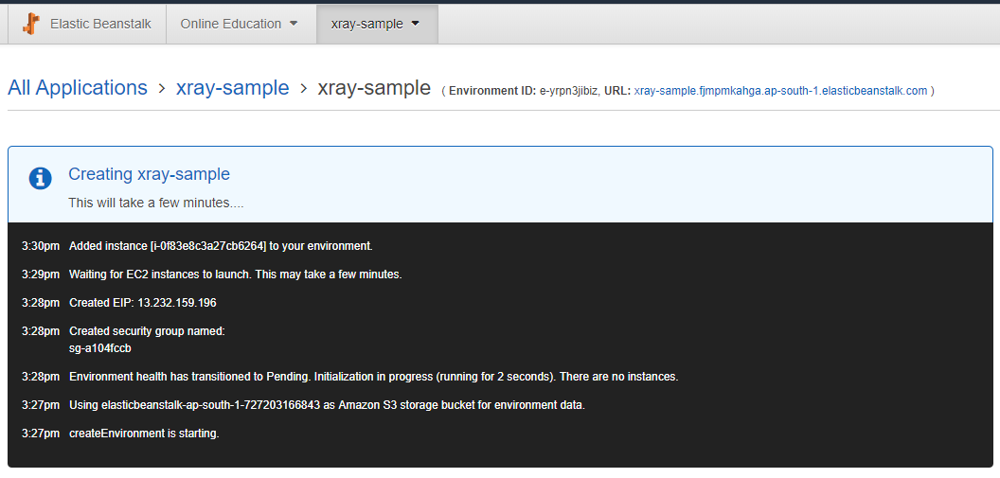 Elastic Beanstalk Online Education xray-sample
All Applications > xray-sample > xray-sample ( Environment ID: e-yrpn3jibiz, URL: xray-sample.fjmpmkahga.ap-south-1.elasticbeanstalk.com )
Creating xray-sample
This will take a few minutes....
3:30pm Added instance [i-0f83e8c3a27cb6264] to your environment.
3:29pm Waiting for EC2 instances to launch. This may take a few minutes.
3:28pm Created EIP: 13.232.159.196
3:28pm Created security group named:
sg-a104fccb
3:28pm Environment health has transitioned to Pending. Initialization in progress (running for 2 seconds). There are no instances.
3:27pm Using elasticbeanstalk-ap-south-1-727203166843 as Amazon S3 storage bucket for environment data.
3:27pm createEnvironment is starting.